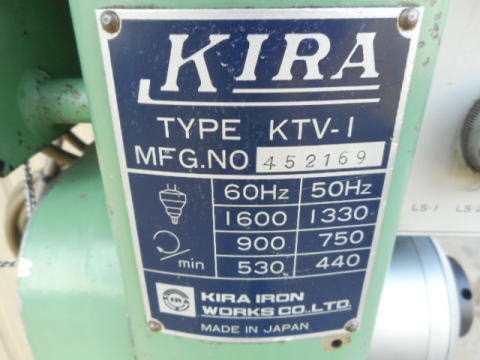 KIRA
TYPE KTV-1
MFG.NO 452169
60Hz 50Hz
1600 1330
900 750
/min 530 440
KIRA KIRA IRON
WORKS CO.,LTD.
MADE IN JAPAN
LS-1 LS-2